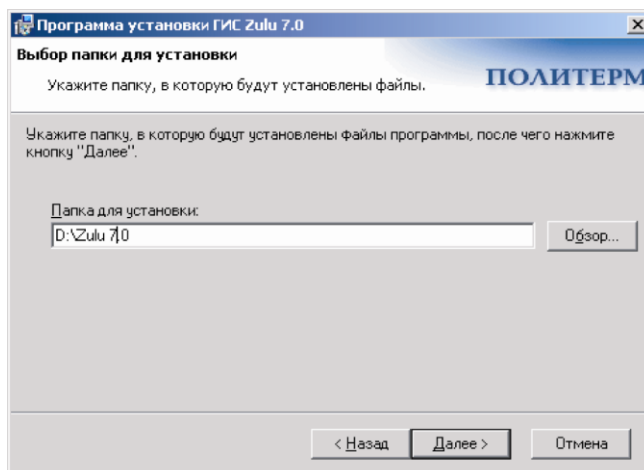 Программа установки ГИС Zulu 7.0
Выбор папки для установки
Укажите папку, в которую будут установлены файлы.
ПОЛИТЕРМ
Укажите папку, в которую будут установлены файлы программы, после чего нажмите
кнопку "Далее".
Папка для установки:
D:\Zulu 7.0
Обзор...
< Назад
Далее >
Отмена